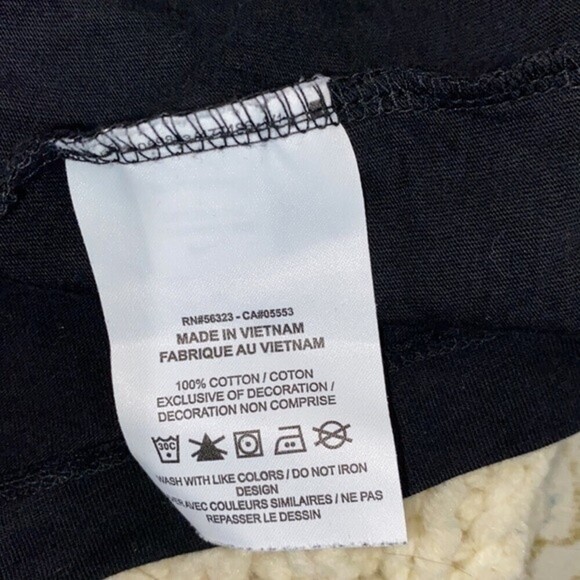 RN#56323 - CA#05553
MADE IN VIETNAM
FABRIQUE AU VIETNAM
100% COTTON / COTON
EXCLUSIVE OF DECORATION /
DECORATION NON COMPRISE
30C
WASH WITH LIKE COLORS / DO NOT IRON
DESIGN
AVEC COULEURS SIMILAIRES / NE PAS
REPASSER LE DESSIN